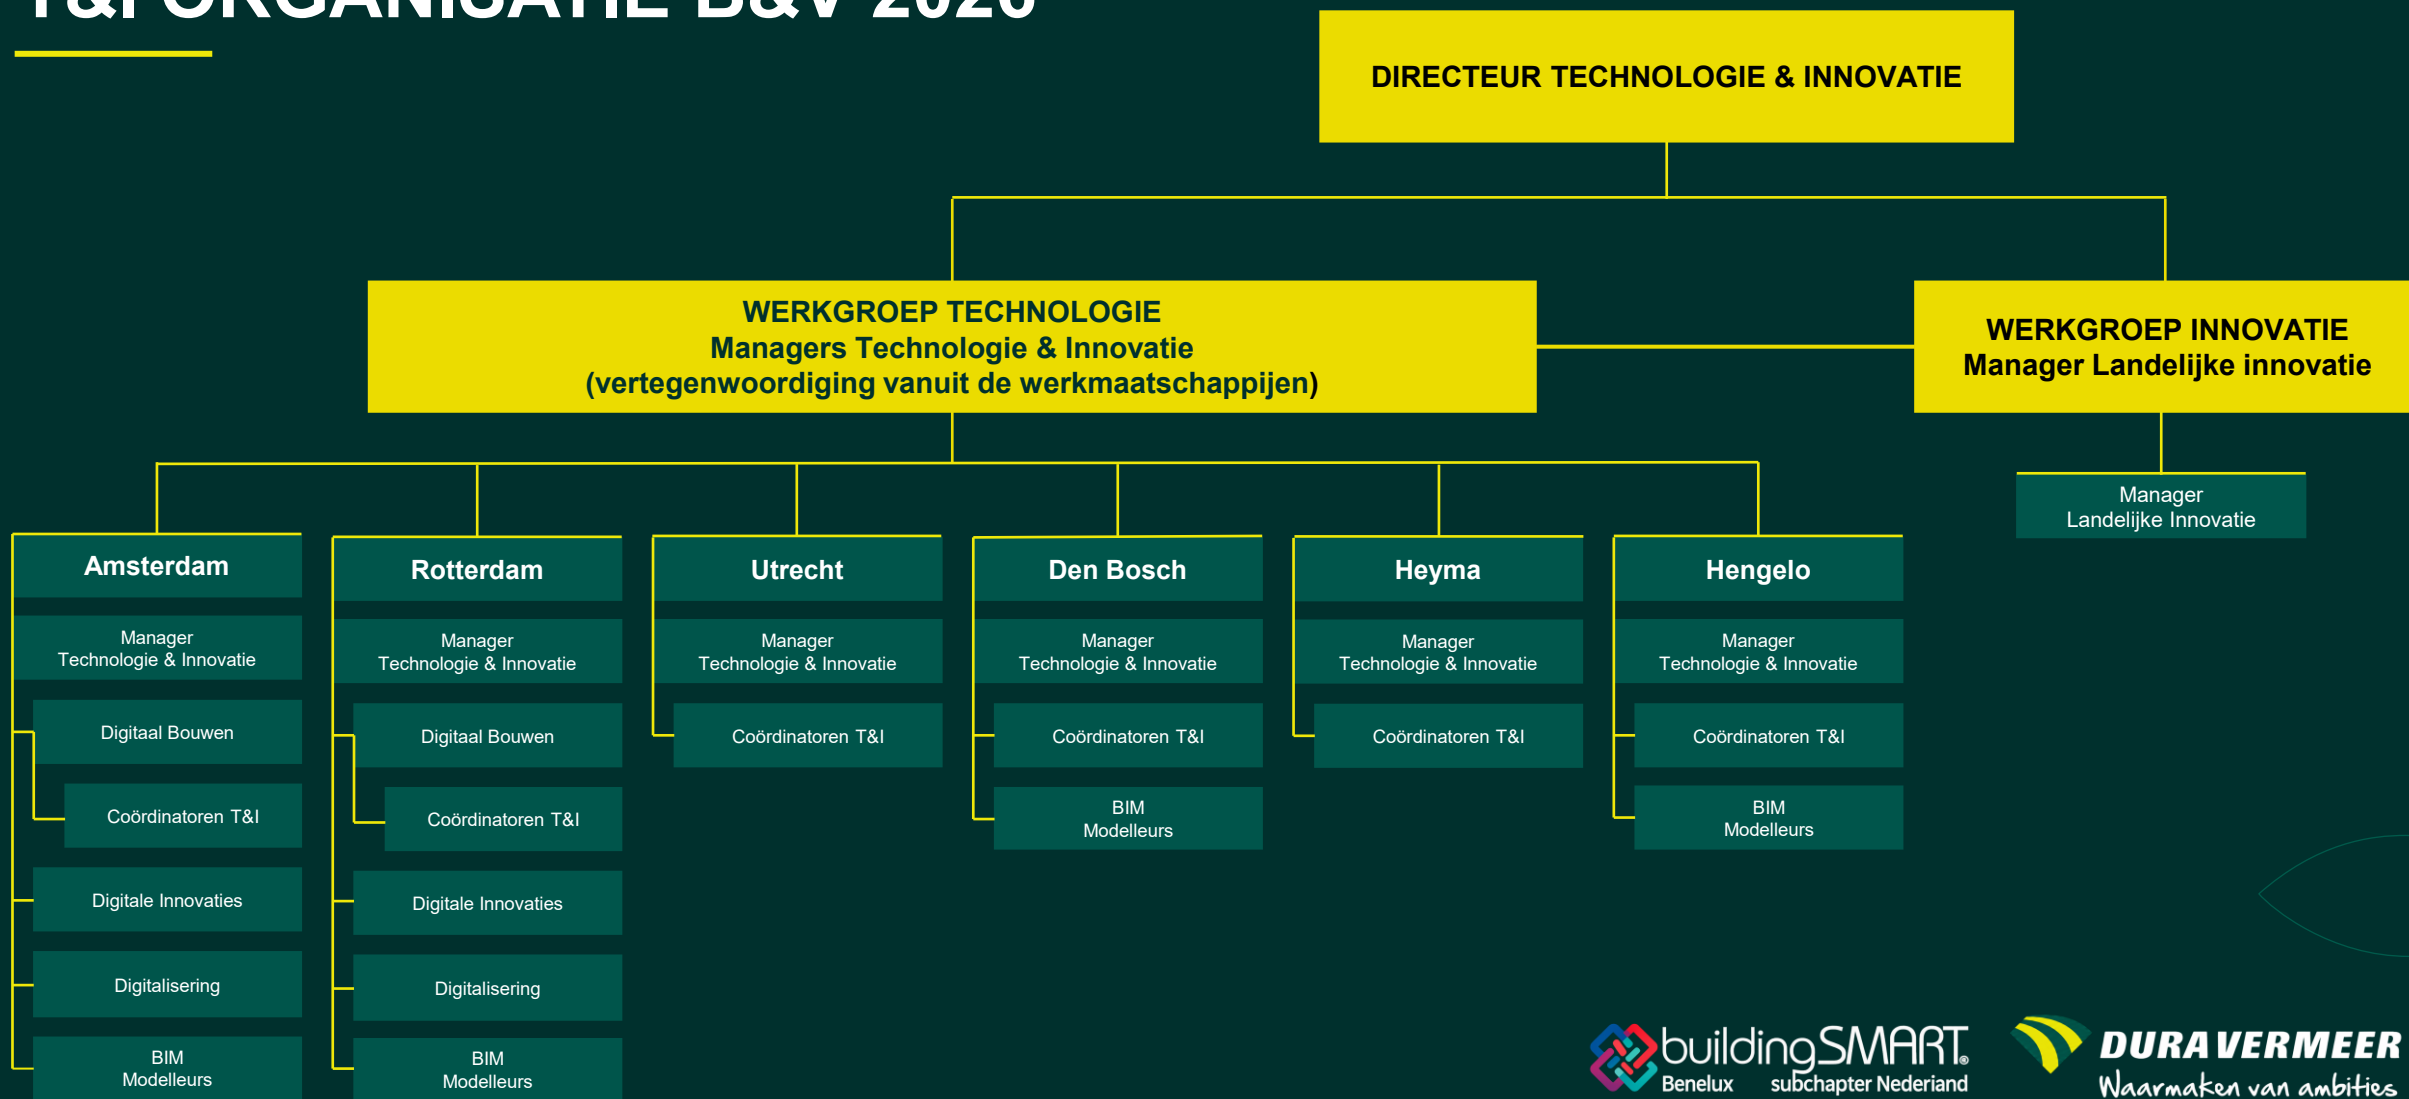 T&I ORGANISATIE B&V 2020
DIRECTEUR TECHNOLOGIE & INNOVATIE
WERKGROEP TECHNOLOGIE
Managers Technologie & Innovatie
(vertegenwoordiging vanuit de werkmaatschappijen)
WERKGROEP INNOVATIE
Manager Landelijke innovatie
Manager
Landelijke Innovatie
Amsterdam
Manager
Technologie & Innovatie
Digitaal Bouwen
Coördinatoren T&I
Digitale Innovaties
Digitalisering
BIM
Modelleurs
Rotterdam
Manager
Technologie & Innovatie
Digitaal Bouwen
Coördinatoren T&I
Digitale Innovaties
Digitalisering
BIM
Modelleurs
Utrecht
Manager
Technologie & Innovatie
Coördinatoren T&I
Den Bosch
Manager
Technologie & Innovatie
Coördinatoren T&I
BIM
Modelleurs
Heyma
Manager
Technologie & Innovatie
Coördinatoren T&I
Hengelo
Manager
Technologie & Innovatie
Coördinatoren T&I
BIM
Modelleurs
buildingSMART®
Benelux subchapter Nederland
DURA VERMEER
Waarmaken van ambities